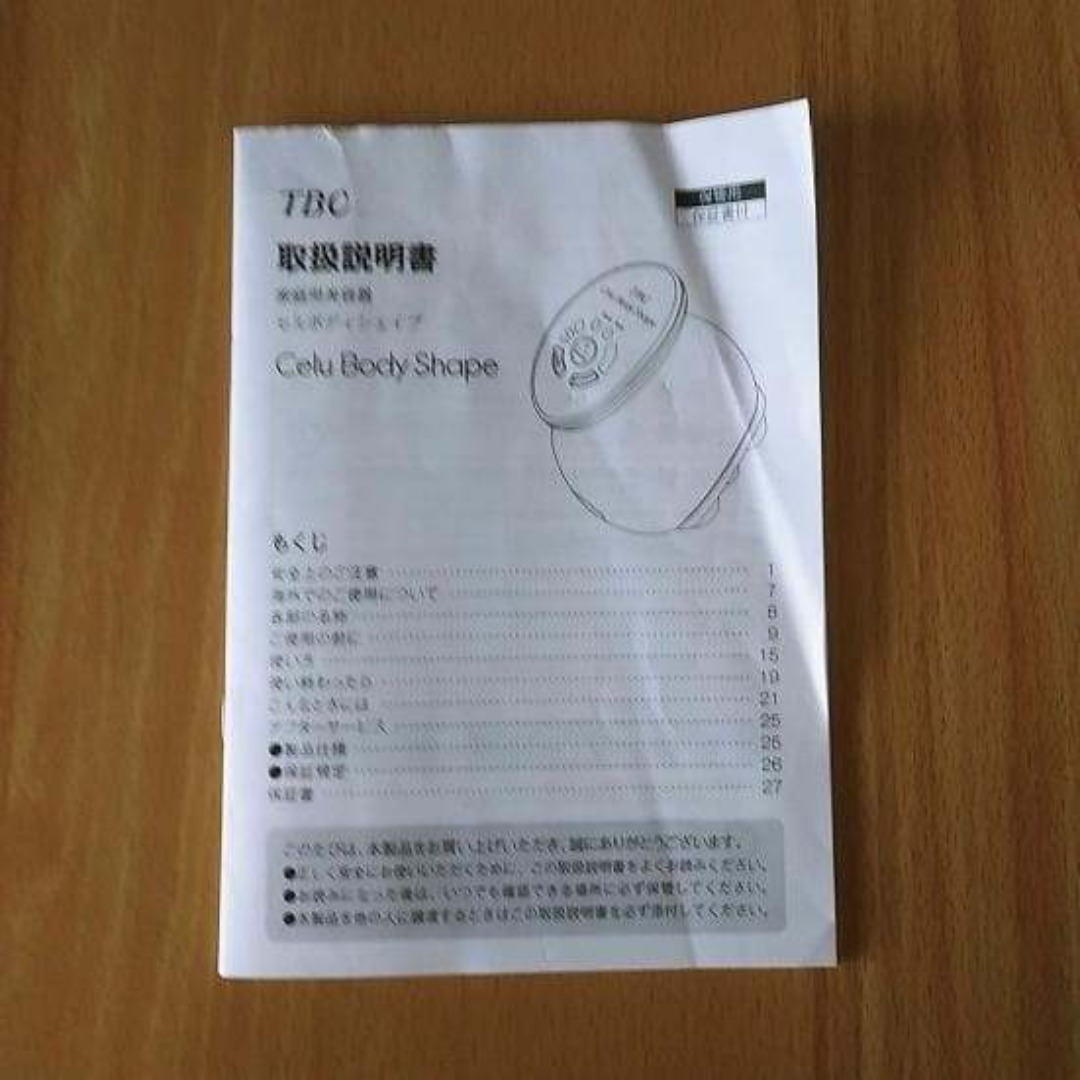 TBC
保管用
保証書付
取扱説明書
家庭用美容器
セルボディシェイプ
Celu Body Shape
TBC
Celu Body Shape
もくじ
安全上のご注意 1
海外でのご使用について 7
各部の名称 8
ご使用の前に 9
使い方 15
使い終わったら 19
こんなときには 21
アフターサービス 25
●製品仕様 25
●保証規定 26
保証書 27
このたびは、本製品をお買い上げいただき、誠にありがとうございます。
●正しく安全にお使いいただくために、この取扱説明書をよくお読みください。
●お読みになった後は、いつでも確認できる場所に必ず保管してください。
●本製品を他の人に譲渡するときはこの取扱説明書を必ず添付してください。